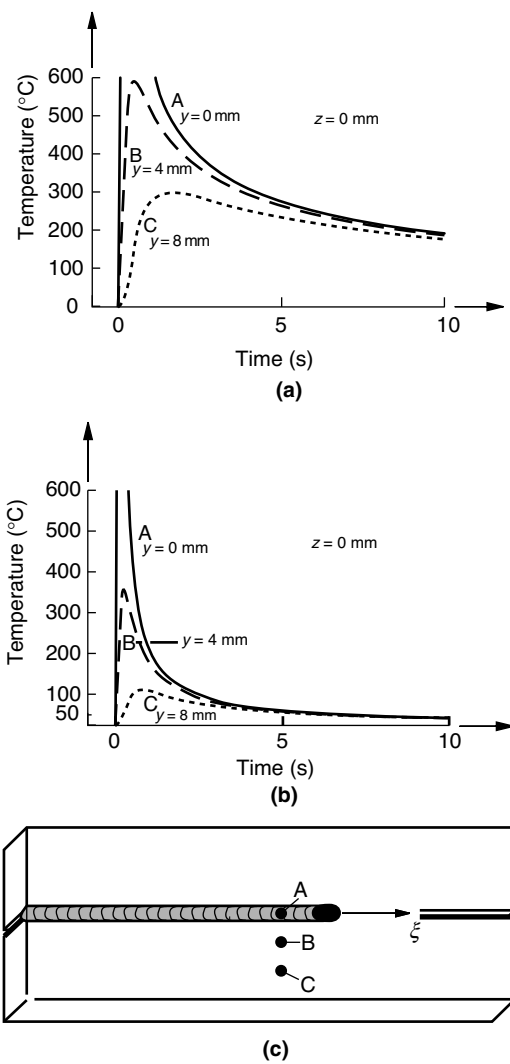 600
500
400
300
200
100
0
Temperature (°C)
A
y = 0 mm
z = 0 mm
B
y = 4 mm
C
y = 8 mm
0
5
10
Time (s)
(a)
600
500
400
300
200
100
50
Temperature (°C)
A
y = 0 mm
z = 0 mm
B
y = 4 mm
C
y = 8 mm
0
5
10
Time (s)
(b)
A
B
C
ξ
(c)